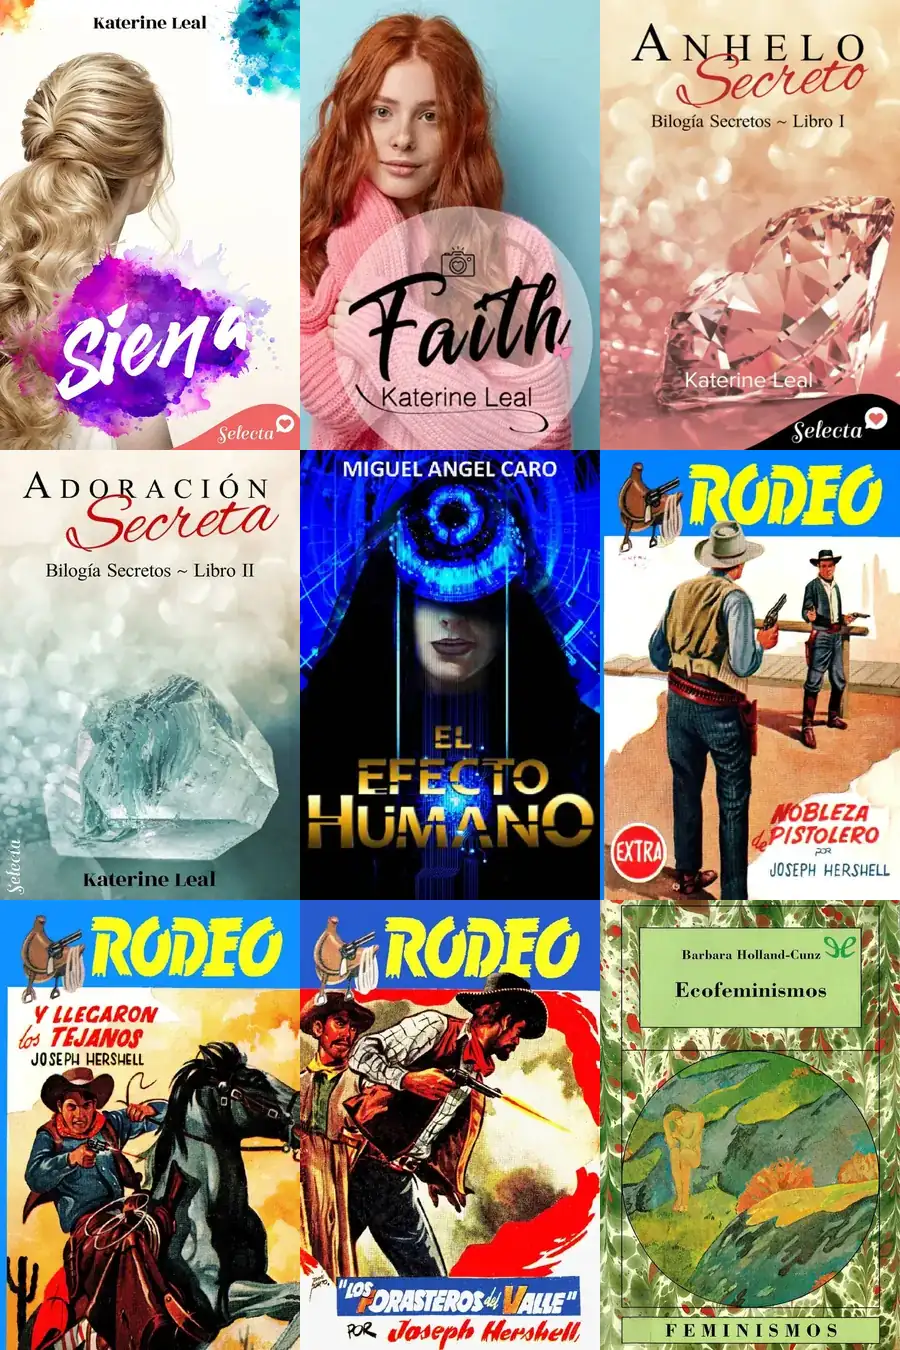 Katerine Leal
Siena
Selecta
Faith
Katerine Leal
ANHELO
Secreto
Bilogía Secretos ~ Libro I
Katerine Leal
Selecta
ADORACIÓN
Secreta
Bilogía Secretos ~ Libro II
Selecta
Katerine Leal
MIGUEL ANGEL CARO
EL
EFECTO
HUMANO
RODEO
NOBLEZA
de PISTOLERO
POR
JOSEPH HERSHELL
EXTRA
RODEO
Y LLEGARON
los TEJANOS
JOSEPH HERSHELL
RODEO
"LOS
FORASTEROS del VALLE"
POR Joseph Hershell
Barbara Holland-Cunz
Ecofeminismos
FEMINISMOS